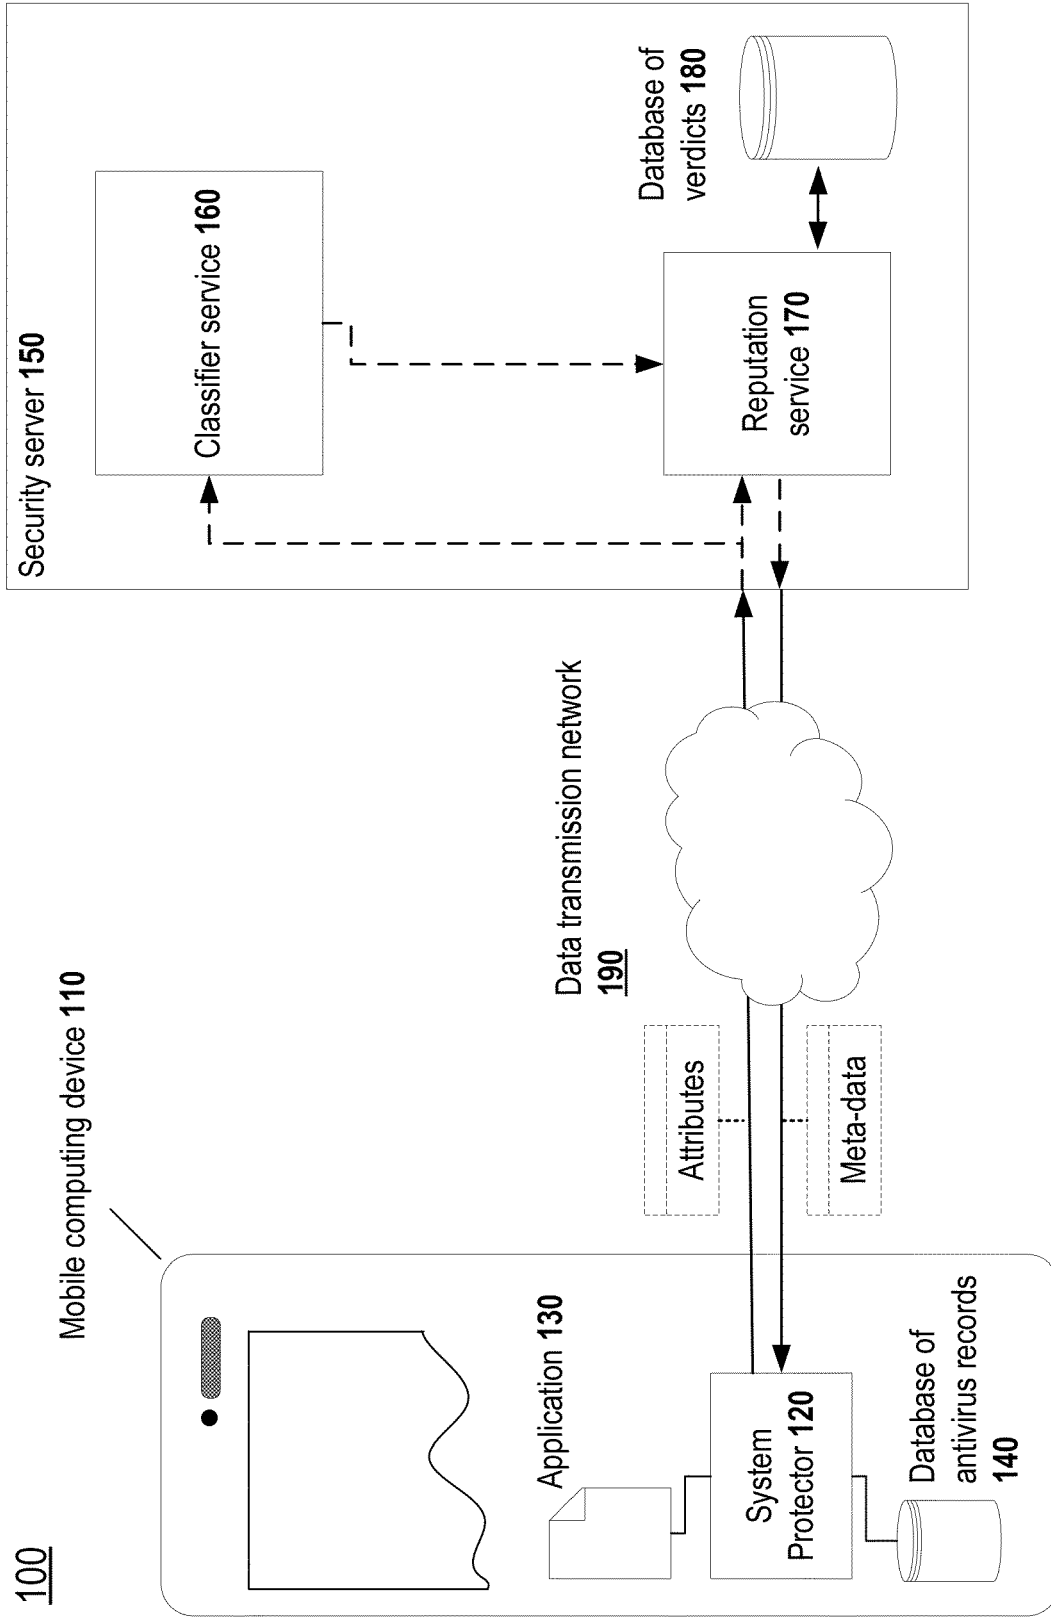 100
Mobile computing device 110
Application 130
System
Protector 120
Database of
antivirus records
140
Attributes
Meta-data
Data transmission network
190
Security server 150
Classifier service 160
Reputation
service 170
Database of
verdicts 180